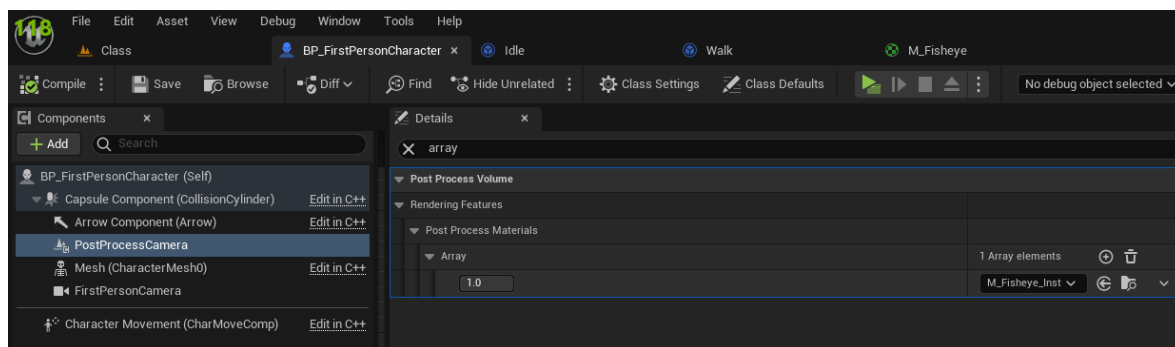 118
File Edit Asset View Debug Window Tools Help
Class
BP_FirstPersonCharacter
Idle
Walk
M_Fisheye
Compile
Save
Browse
Diff
Find
Hide Unrelated
Class Settings
Class Defaults
No debug object selected
Components
Details
+ Add
Search
array
BP_FirstPersonCharacter (Self)
Capsule Component (CollisionCylinder) Edit in C++
Arrow Component (Arrow) Edit in C++
PostProcessCamera
Mesh (CharacterMesh0) Edit in C++
FirstPersonCamera
Character Movement (CharMoveComp) Edit in C++
Post Process Volume
Rendering Features
Post Process Materials
Array 1 Array elements
1.0 M_Fisheye_Inst